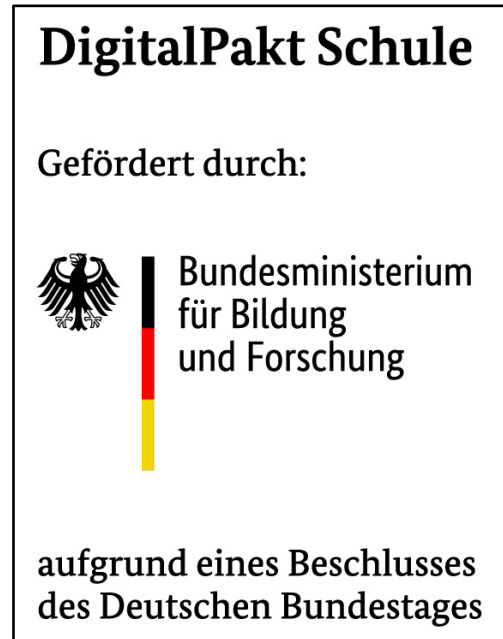 DigitalPakt Schule
Gefördert durch:
Bundesministerium
für Bildung
und Forschung
aufgrund eines Beschlusses
des Deutschen Bundestages